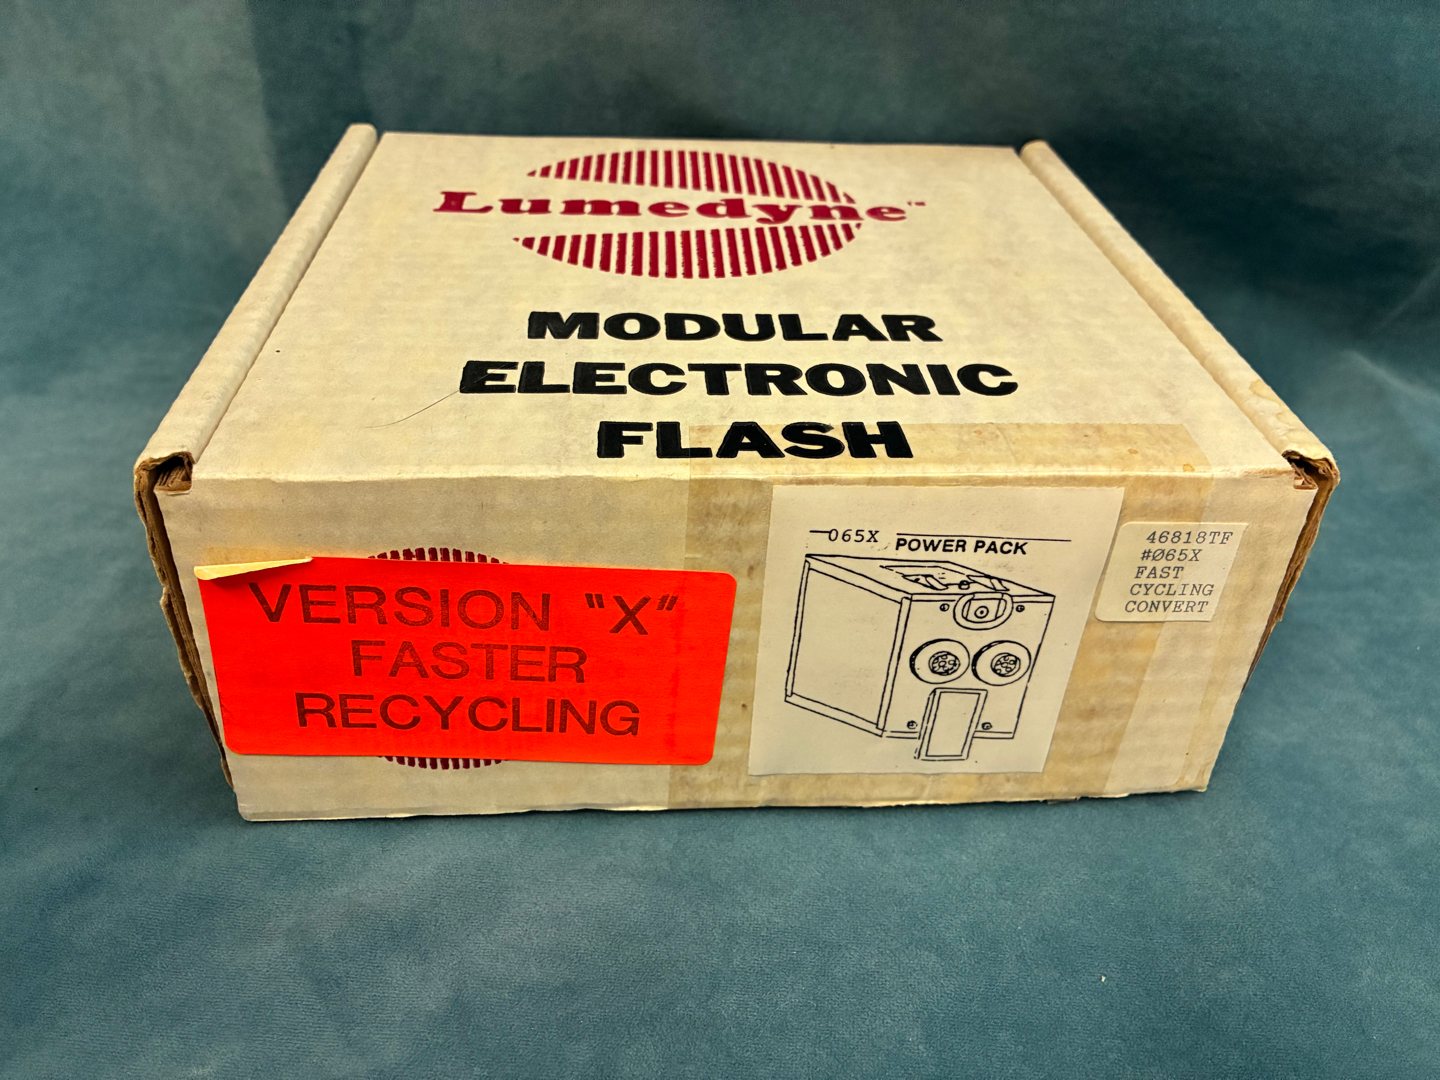 Lumedyne™
MODULAR
ELECTRONIC
FLASH
VERSION "X"
FASTER
RECYCLING
065X POWER PACK
46818TF
#Ø65X
FAST
CYCLING
CONVERT